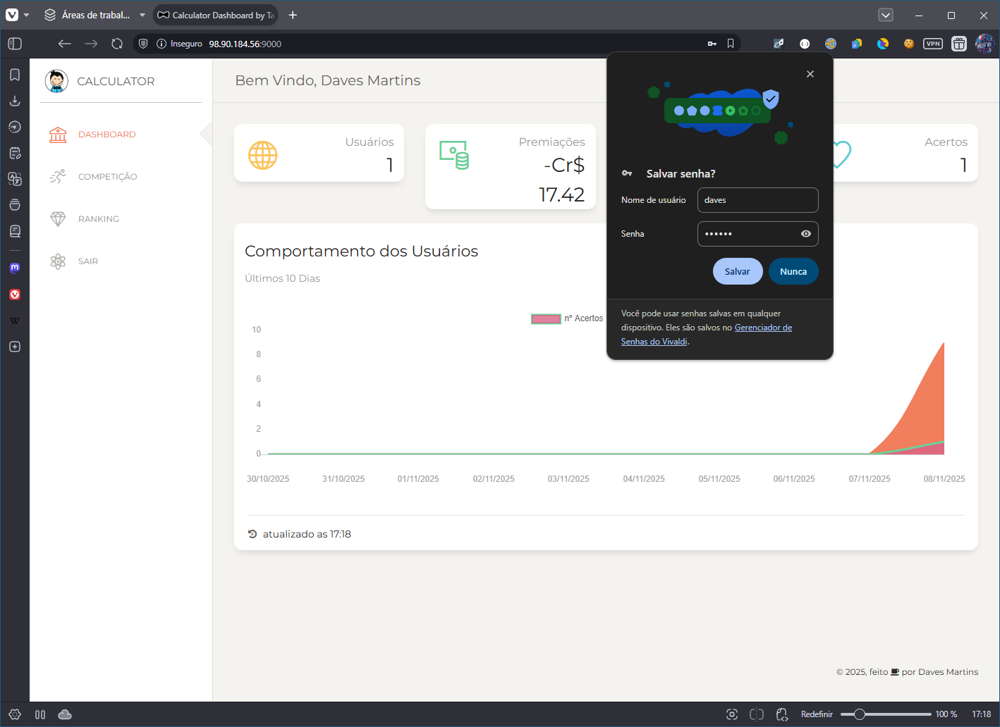 Áreas de trabal...
Calculator Dashboard by Ta
Inseguro
98.90.184.56:9000
VPN
CALCULATOR
DASHBOARD
COMPETIÇÃO
RANKING
SAIR
Bem Vindo, Daves Martins
Usuários
1
Premiações
-Cr$
17.42
Acertos
1
Salvar senha?
Nome de usuário
daves
Senha
••••••
Salvar
Nunca
Você pode usar senhas salvas em qualquer
dispositivo. Eles são salvos no Gerenciador de
Senhas do Vivaldi.
Comportamento dos Usuários
Últimos 10 Dias
nº Acertos
10
8
6
4
2
0
30/10/2025
31/10/2025
01/11/2025
02/11/2025
03/11/2025
04/11/2025
05/11/2025
06/11/2025
07/11/2025
08/11/2025
atualizado as 17:18
© 2025, feito por Daves Martins
Redefinir
100 %
17:18